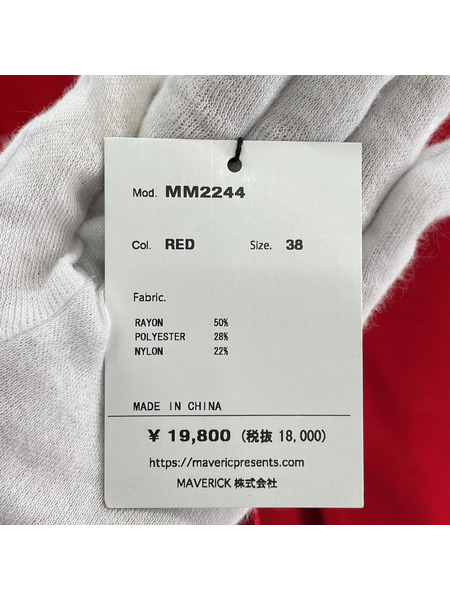 Mod. MM2244
Col. RED Size. 38
Fabric.
RAYON 50%
POLYESTER 28%
NYLON 22%
MADE IN CHINA
¥ 19,800 (税抜 18,000)
https://mavericpresents.com
MAVERICK 株式会社